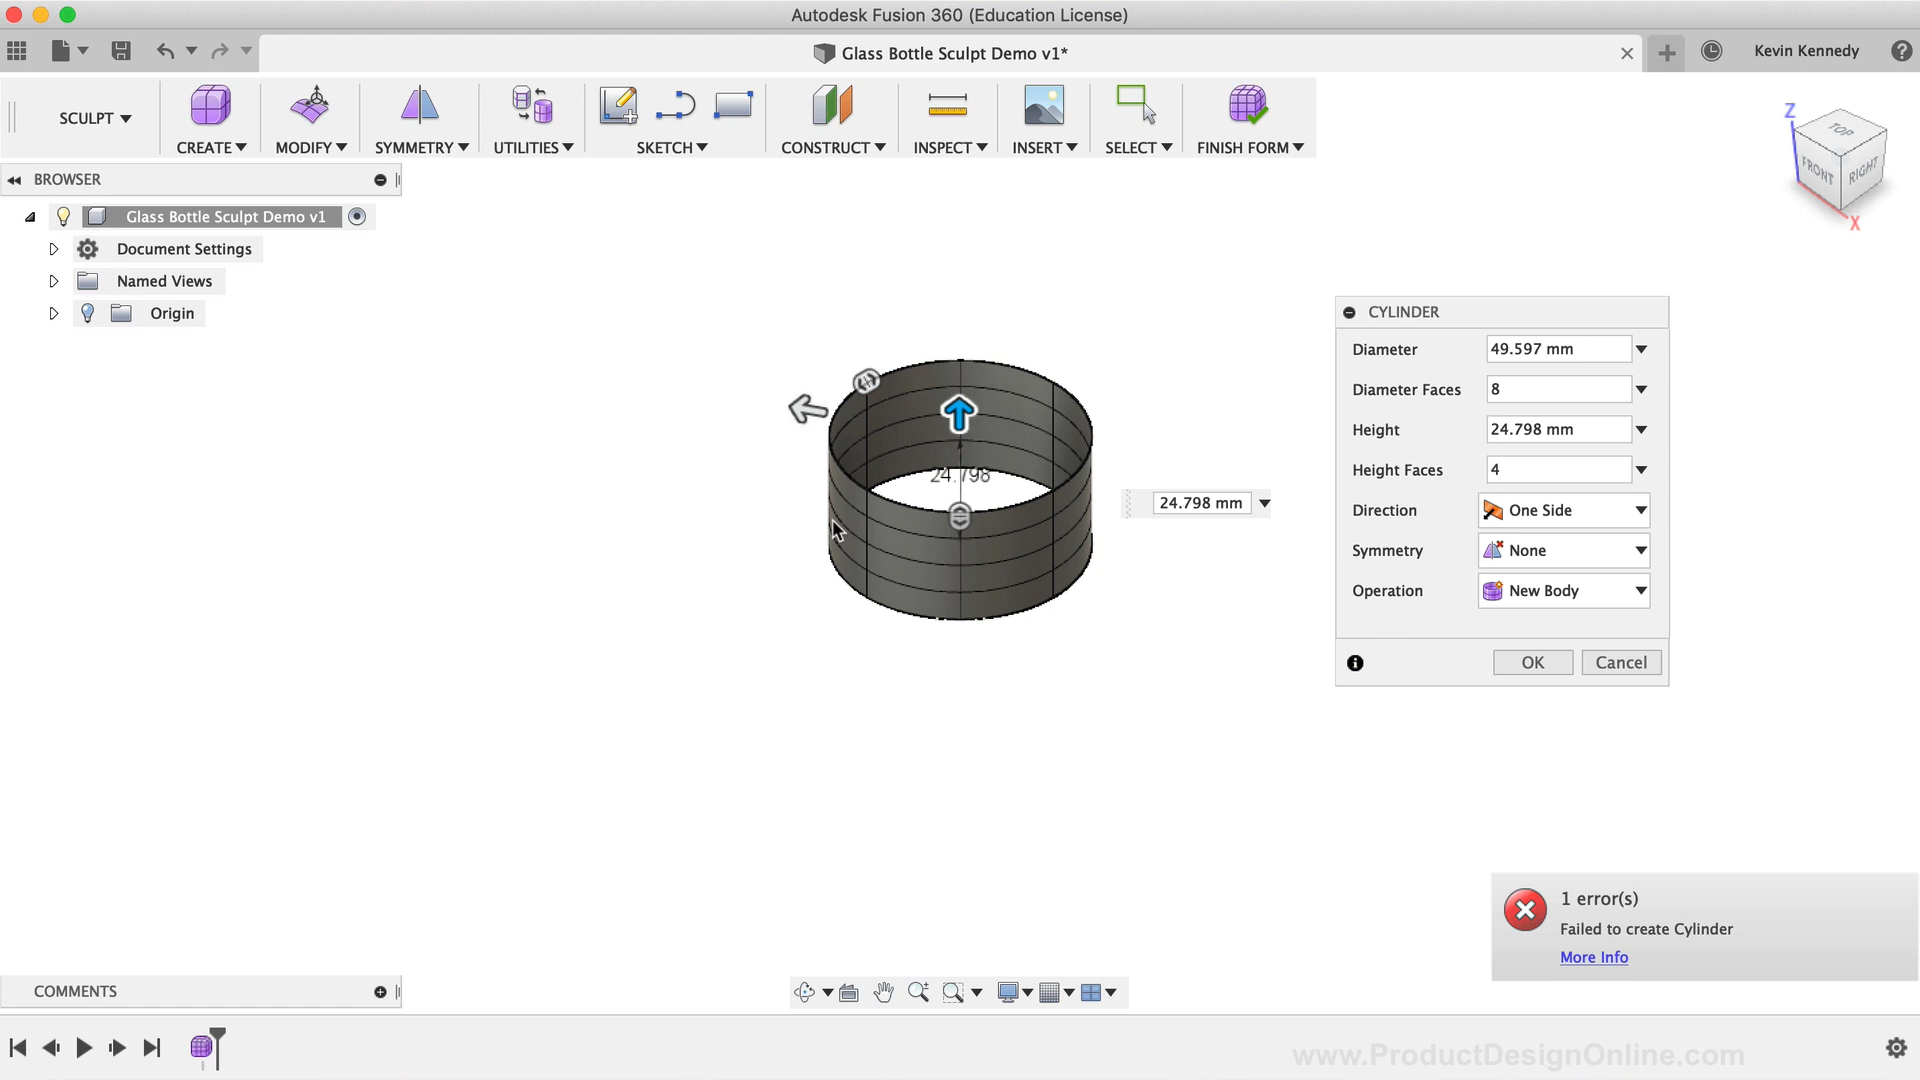 Autodesk Fusion 360 (Education License)
Glass Bottle Sculpt Demo v1*
Kevin Kennedy
SCULPT
CREATE
MODIFY
SYMMETRY
UTILITIES
SKETCH
CONSTRUCT
INSPECT
INSERT
SELECT
FINISH FORM
BROWSER
Glass Bottle Sculpt Demo v1
Document Settings
Named Views
Origin
Z
TOP
FRONT
RIGHT
X
24.798
24.798 mm
CYLINDER
Diameter 49.597 mm
Diameter Faces 8
Height 24.798 mm
Height Faces 4
Direction One Side
Symmetry None
Operation New Body
OK Cancel
1 error(s)
Failed to create Cylinder
More Info
COMMENTS
www.ProductDesignOnline.com